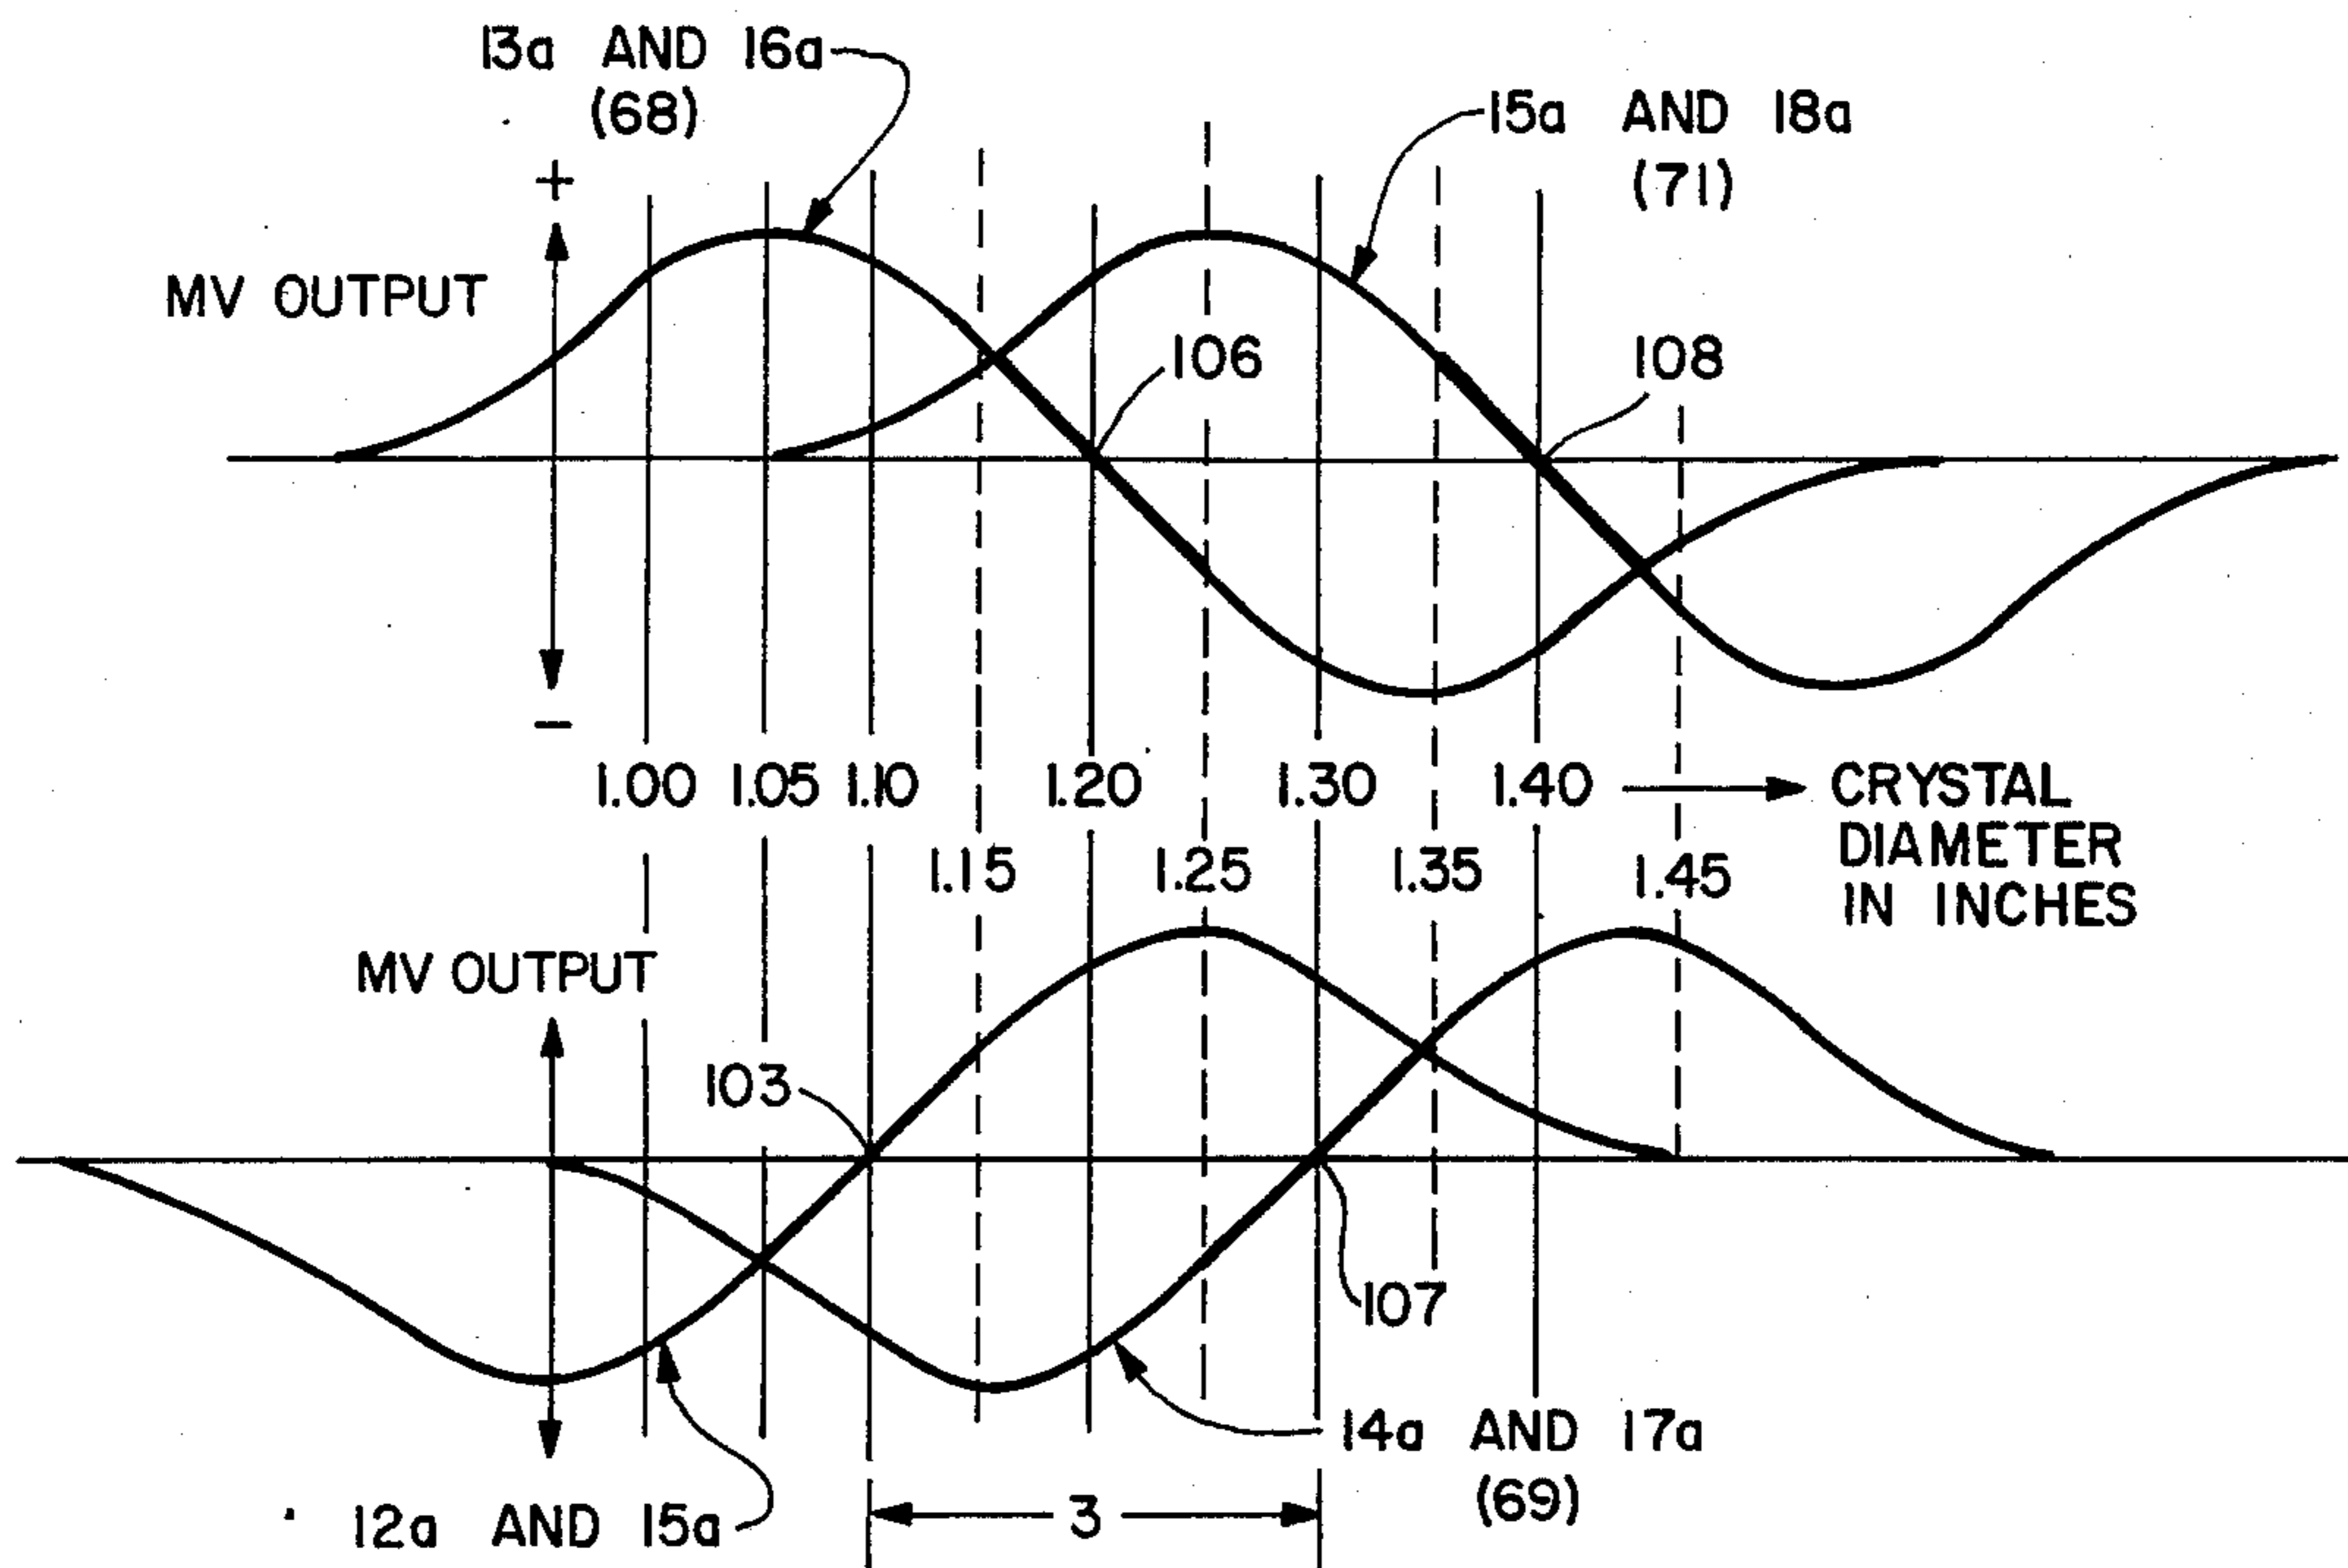 13a AND 16a
(68)
15a AND 18a
(71)
+
MV OUTPUT
106
108
–
1.00 1.05 1.10 1.20 1.30 1.40
CRYSTAL
DIAMETER
IN INCHES
1.15 1.25 1.35 1.45
MV OUTPUT
103
107
14a AND 17a
(69)
12a AND 15a
3